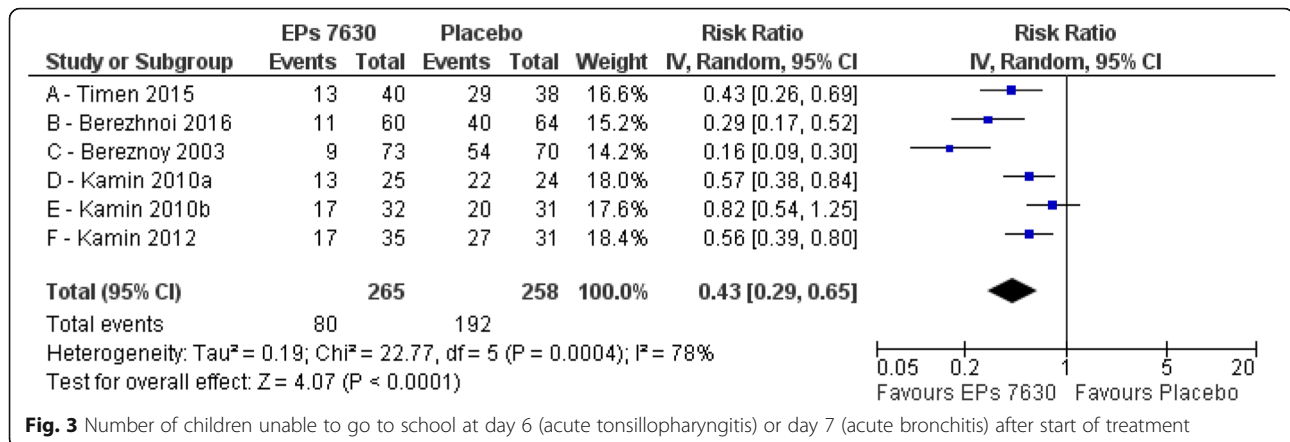 EPs 7630 Placebo Risk Ratio Risk Ratio
Study or Subgroup Events Total Events Total Weight IV, Random, 95% CI IV, Random, 95% CI
A - Timen 2015 13 40 29 38 16.6% 0.43 [0.26, 0.69]
B - Berezhnoi 2016 11 60 40 64 15.2% 0.29 [0.17, 0.52]
C - Bereznoy 2003 9 73 54 70 14.2% 0.16 [0.09, 0.30]
D - Kamin 2010a 13 25 22 24 18.0% 0.57 [0.38, 0.84]
E - Kamin 2010b 17 32 20 31 17.6% 0.82 [0.54, 1.25]
F - Kamin 2012 17 35 27 31 18.4% 0.56 [0.39, 0.80]
Total (95% CI) 265 258 100.0% 0.43 [0.29, 0.65]
Total events 80 192
Heterogeneity: Tau² = 0.19; Chi² = 22.77, df = 5 (P = 0.0004); I² = 78%
Test for overall effect: Z = 4.07 (P < 0.0001)
0.05 0.2 1 5 20
Favours EPs 7630 Favours Placebo
Fig. 3 Number of children unable to go to school at day 6 (acute tonsillopharyngitis) or day 7 (acute bronchitis) after start of treatment